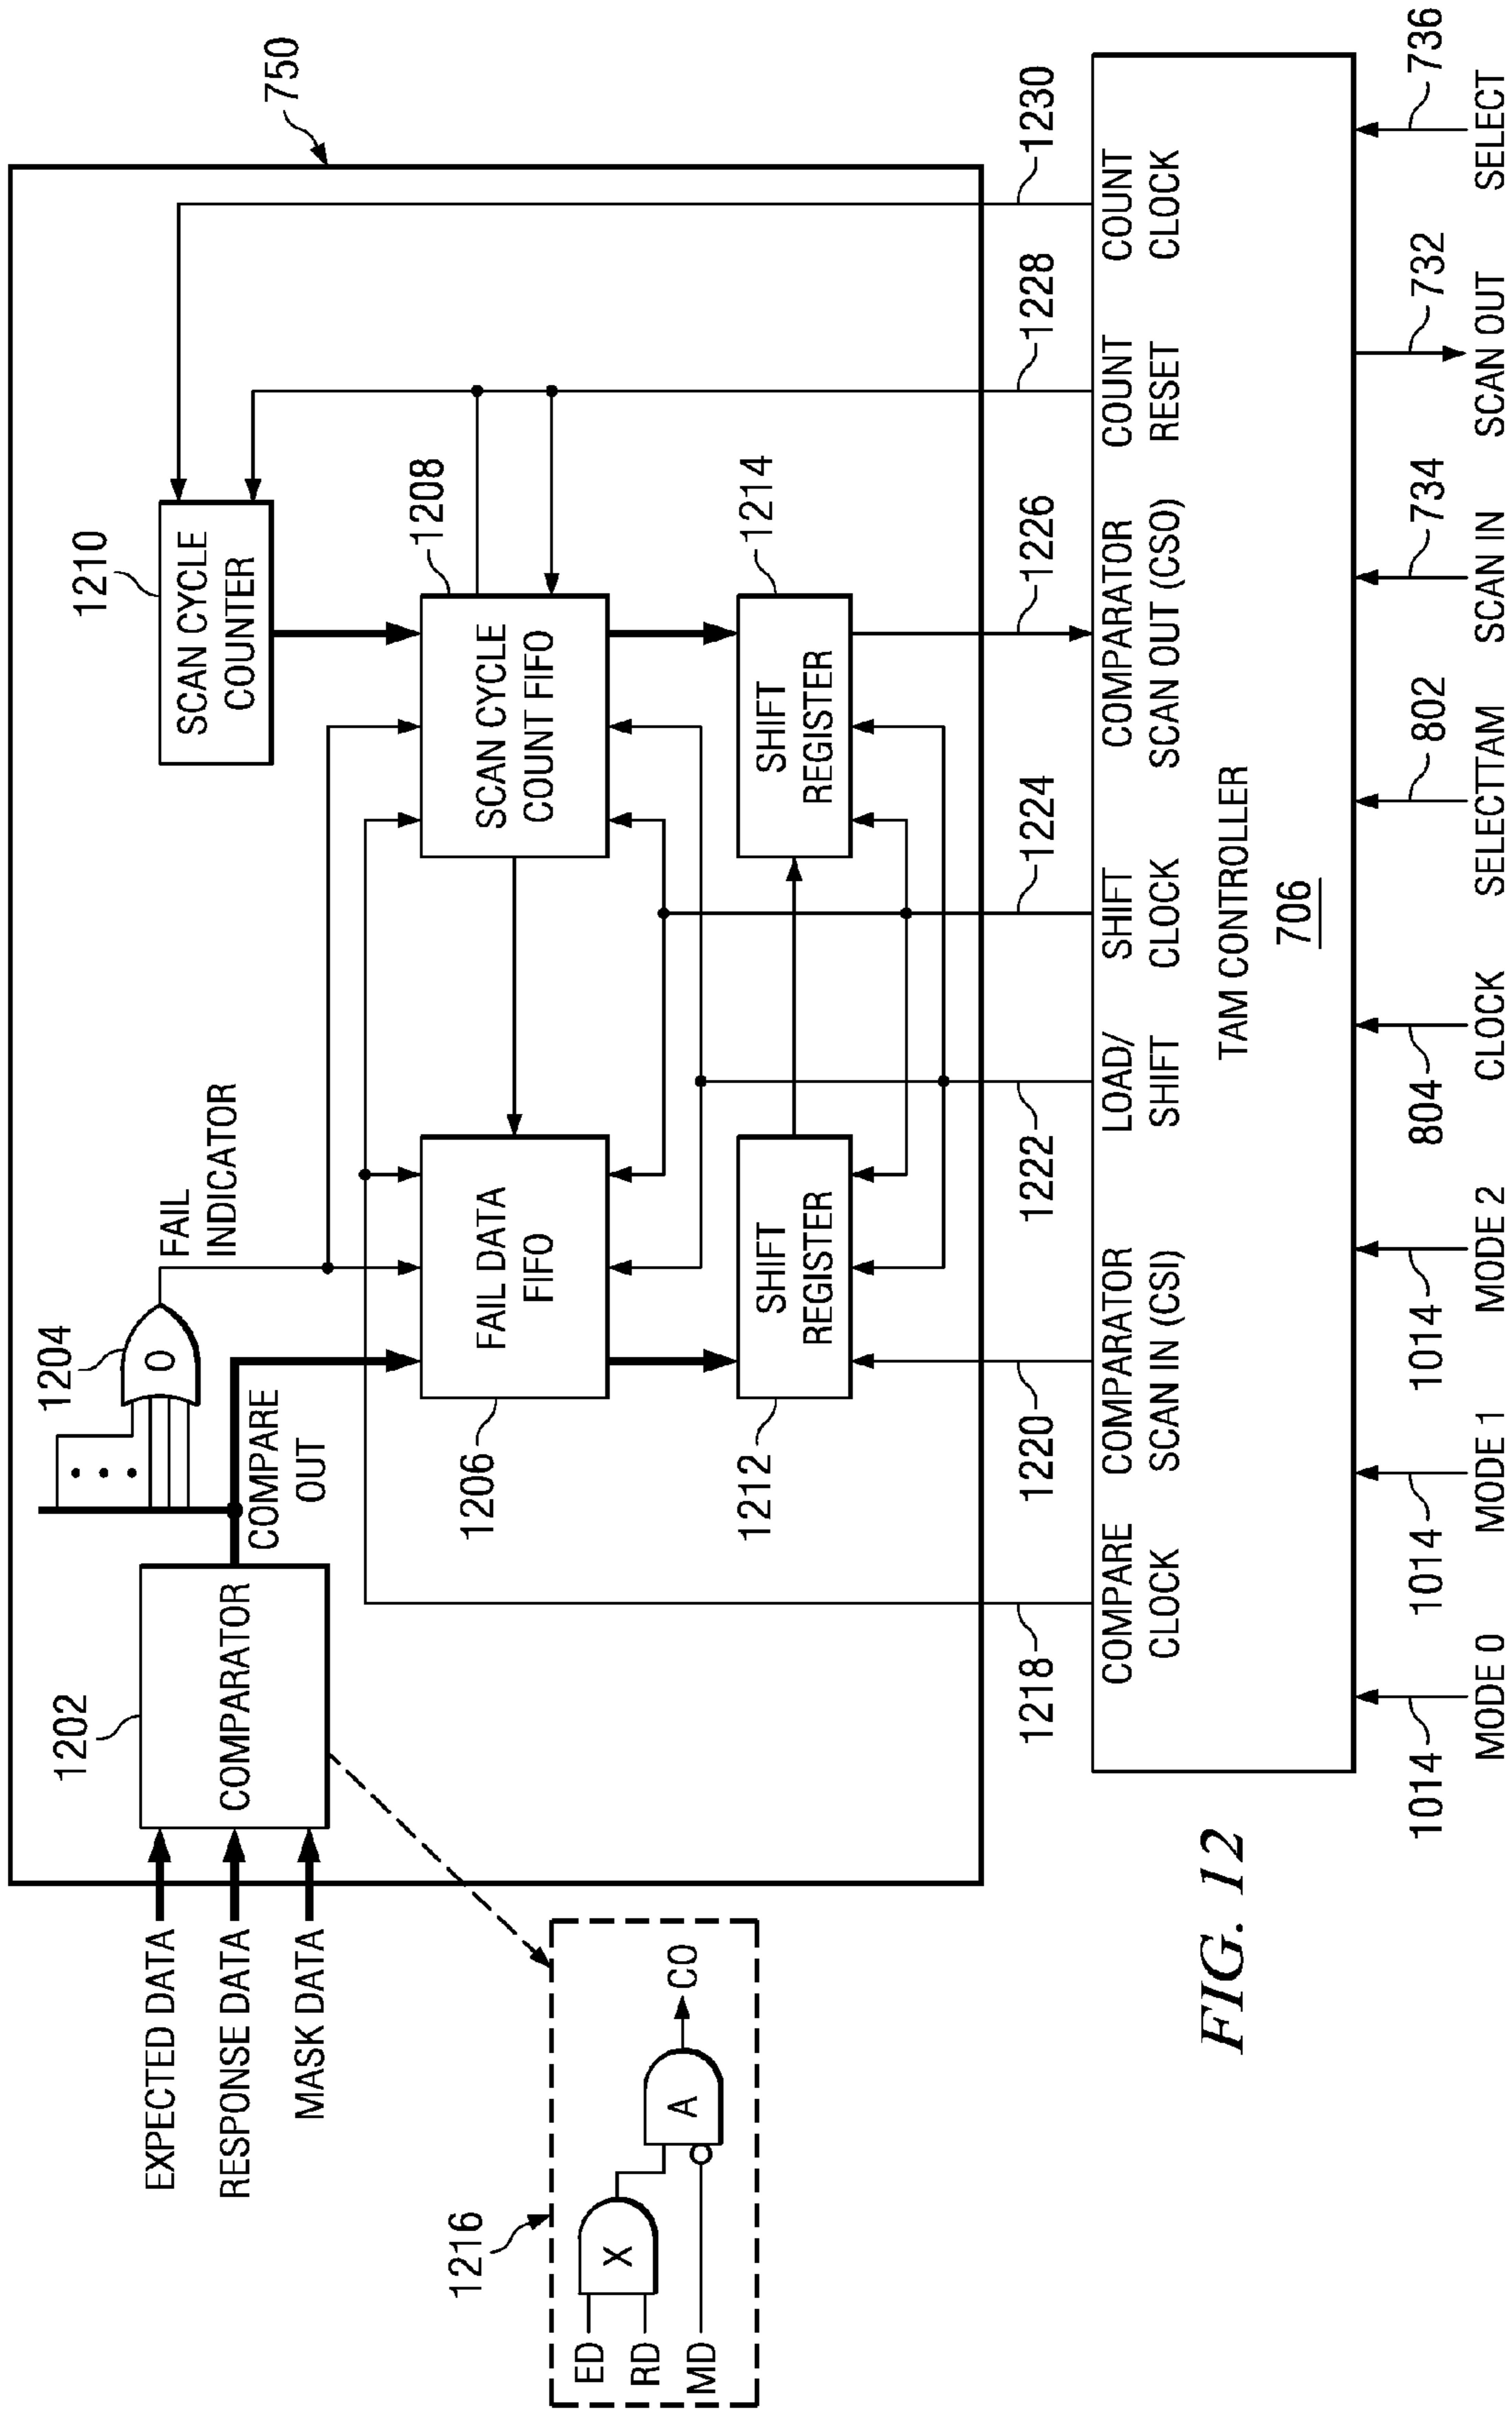 750
1210
SCAN CYCLE
COUNTER
FAIL
INDICATOR
1204
O
COMPARE
OUT
1202
COMPARATOR
EXPECTED DATA
RESPONSE DATA
MASK DATA
1208
SCAN CYCLE
COUNT FIFO
FAIL DATA
FIFO
1206
1214
SHIFT
REGISTER
SHIFT
REGISTER
1212
1216
ED
RD
MD
X
A
CO
1218
1220
1222
1224
1226
1228
1230
COMPARE
CLOCK
COMPARATOR
SCAN IN (CSI)
LOAD/
SHIFT
SHIFT
CLOCK
COMPARATOR
SCAN OUT (CSO)
COUNT
RESET
COUNT
CLOCK
TAM CONTROLLER
706
1014
1014
1014
804
802
734
732
736
MODE 0
MODE 1
MODE 2
CLOCK
SELECTTAM
SCAN IN
SCAN OUT
SELECT
FIG. 12